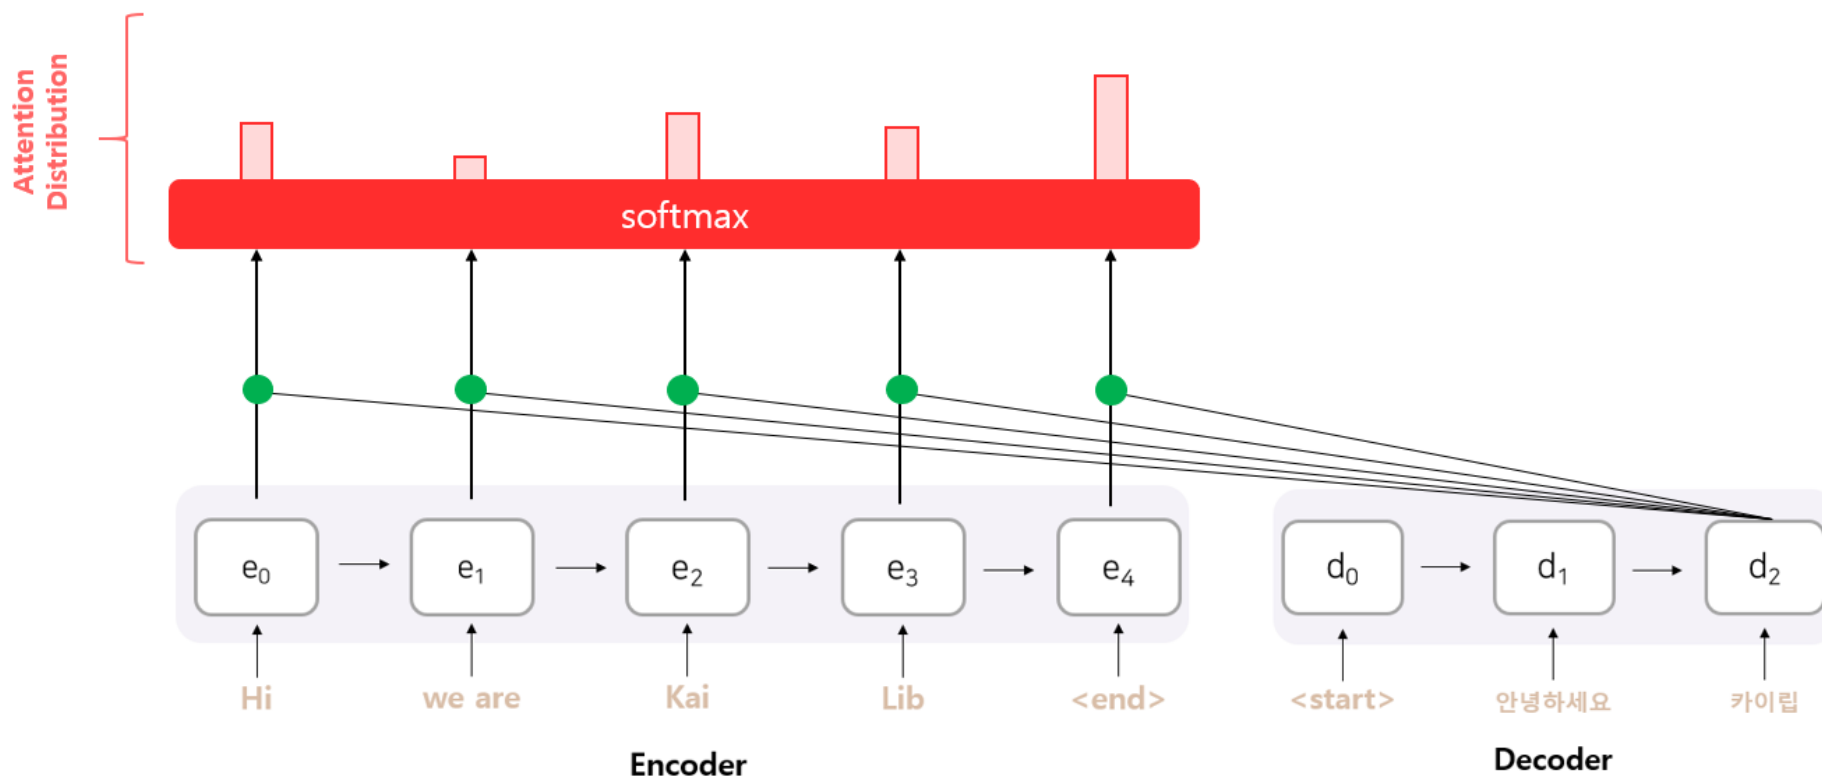 Attention
Distribution
softmax
e0
e1
e2
e3
e4
d0
d1
d2
Hi
we are
Kai
Lib
<end>
<start>
안녕하세요
카이립
Encoder
Decoder